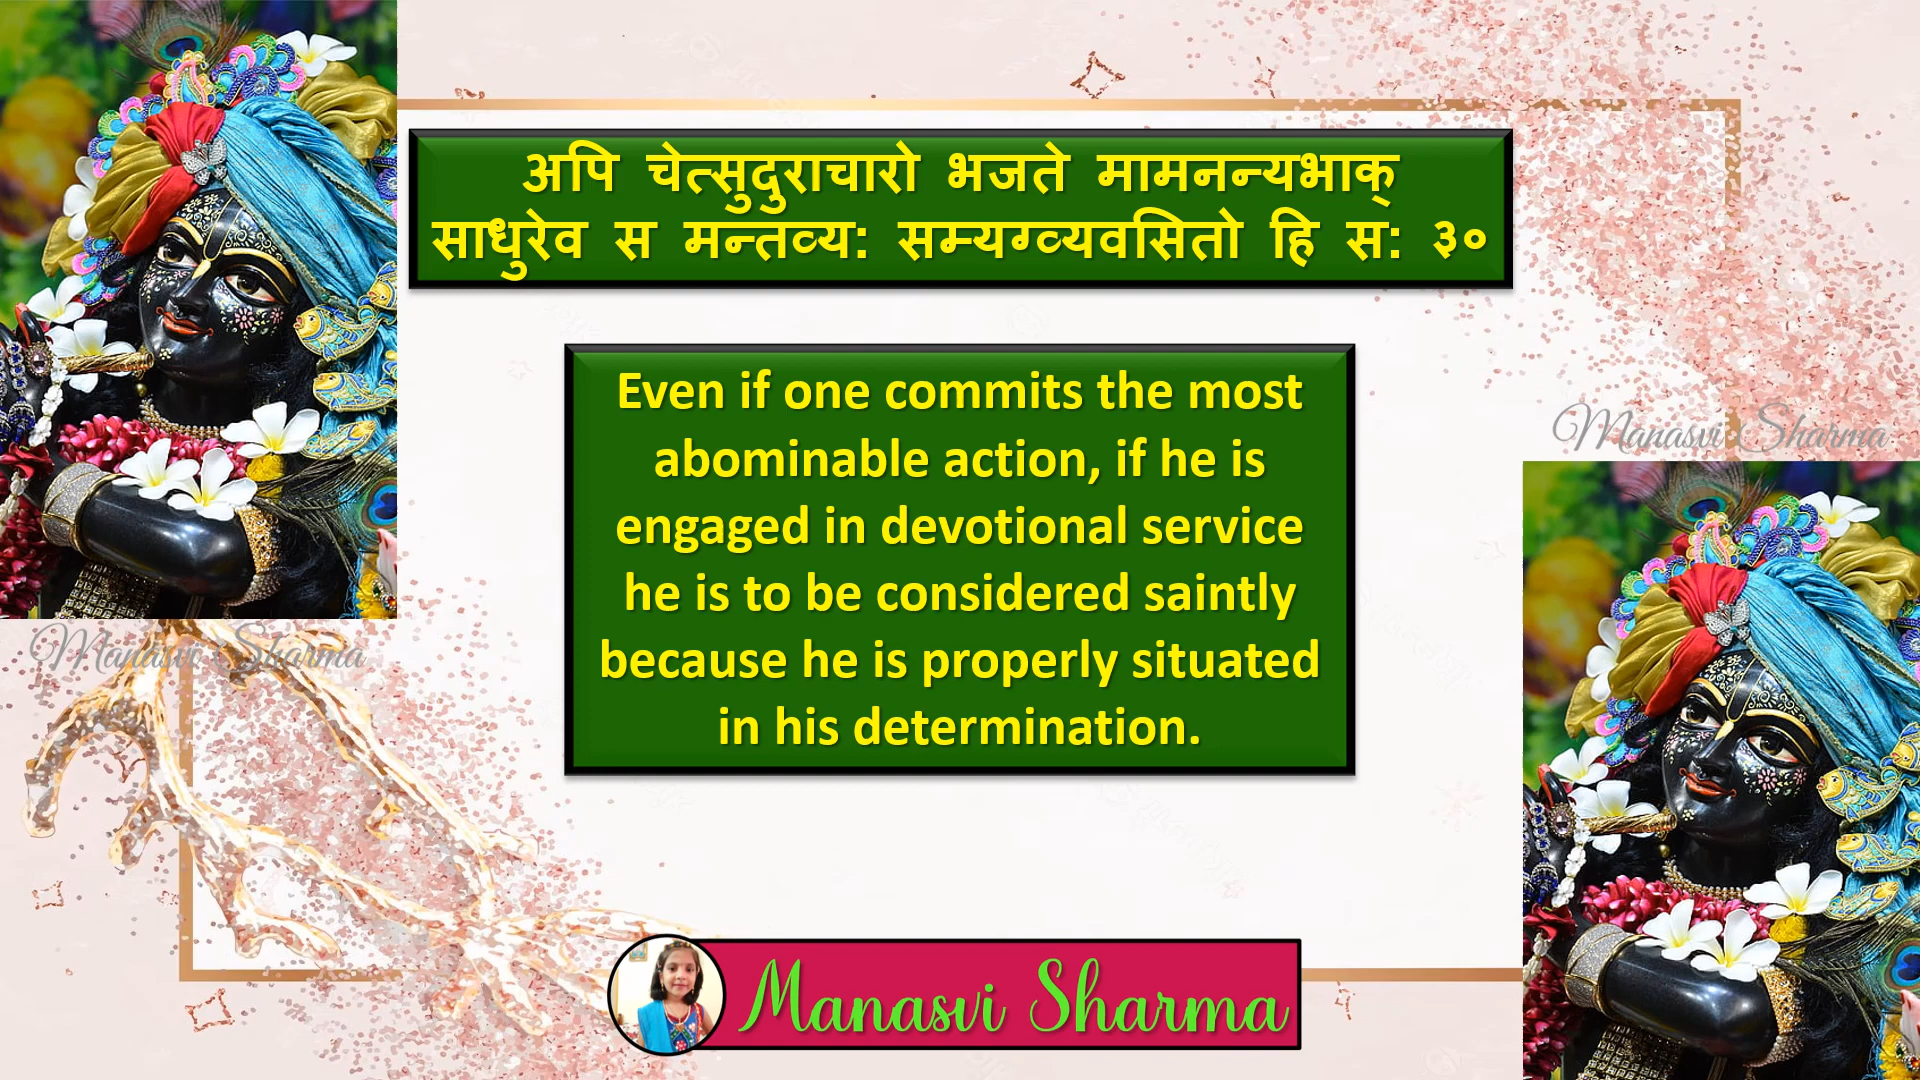 अपि चेत्सुदुराचारो भजते मामनन्यभाक्
साधुरेव स मन्तव्य: सम्यग्व्यवसितो हि स: ३०
Even if one commits the most
abominable action, if he is
engaged in devotional service
he is to be considered saintly
because he is properly situated
in his determination.
Manasvi Sharma
Manasvi Sharma
Manasvi Sharma